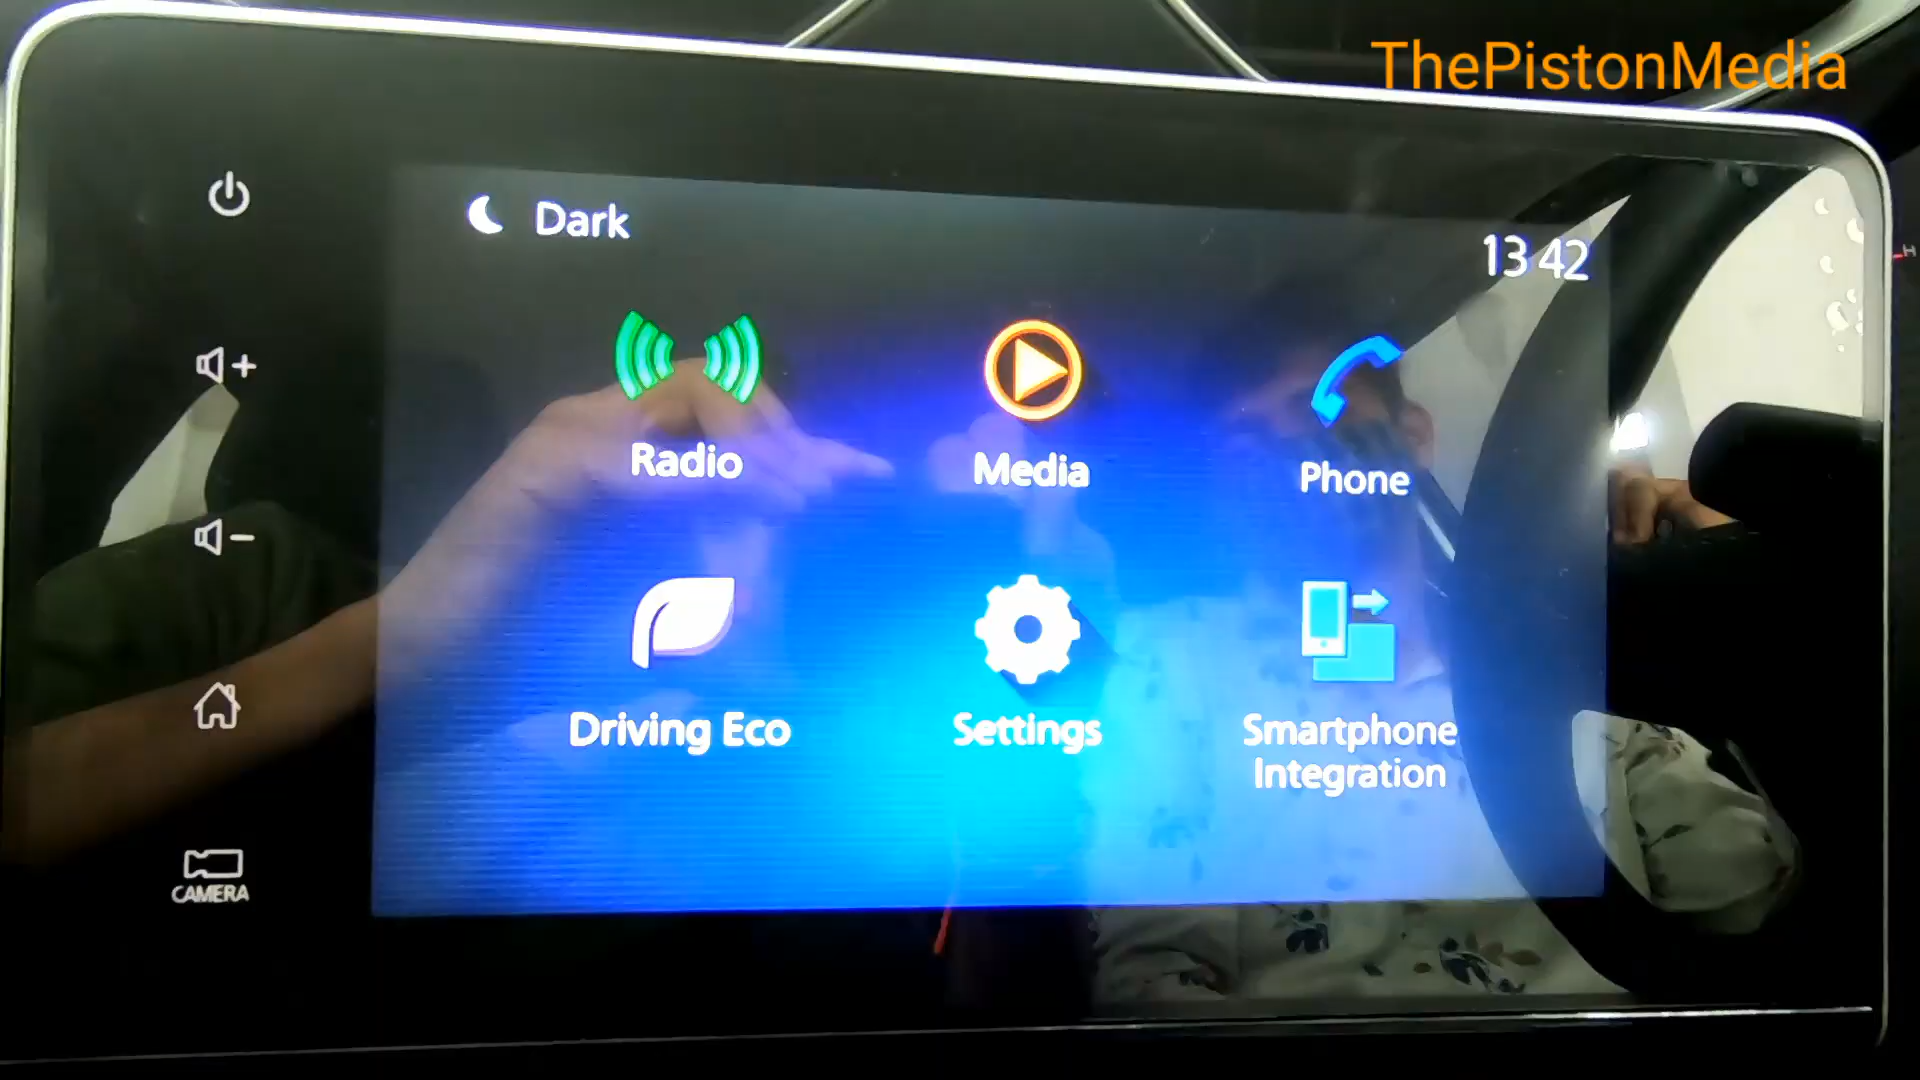 ThePistonMedia
Dark
13 42
Radio
Media
Phone
Driving Eco
Settings
Smartphone
Integration
CAMERA